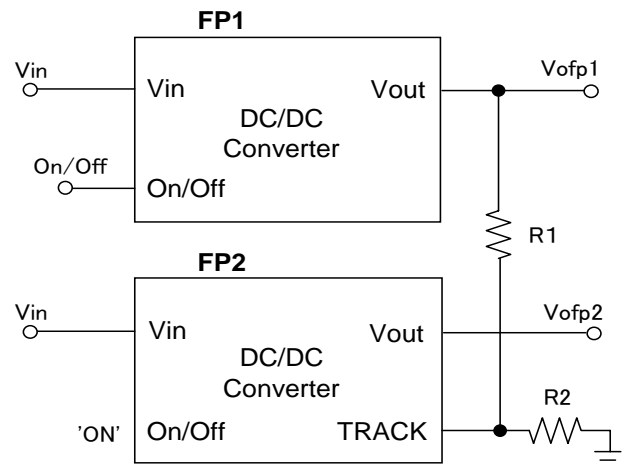 FP1
Vin
Vin
Vout
Vofp1
DC/DC
Converter
On/Off
On/Off
R1
FP2
Vin
Vin
Vout
Vofp2
DC/DC
Converter
R2
'ON'
On/Off
TRACK